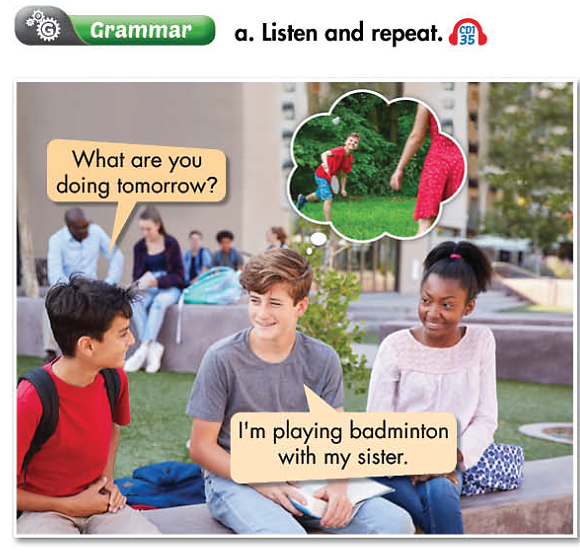 G
Grammar
a. Listen and repeat.
CD1
35
What are you
doing tomorrow?
I'm playing badminton
with my sister.